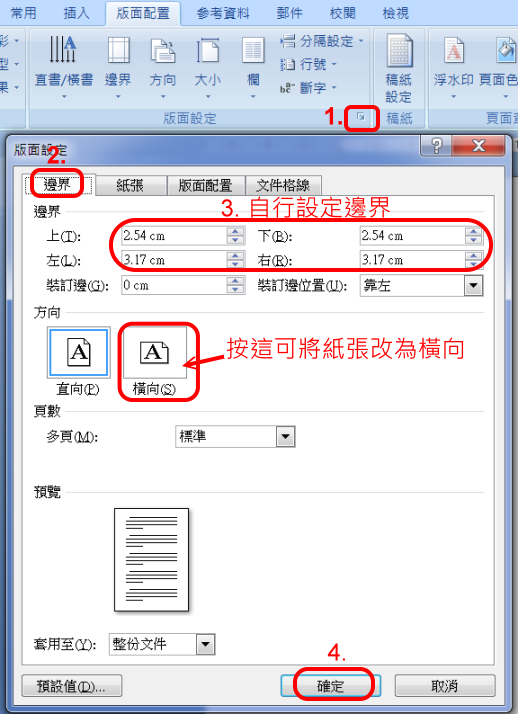 常用 插入 版面配置 參考資料 郵件 校閱 檢視
彩
型
果
直書/橫書 邊界 方向 大小 欄
分隔設定
行號
斷字
稿紙設定
浮水印 頁面色
版面設定 1. 稿紙 頁面
版面設定
2.
邊界 紙張 版面配置 文件格線
3. 自行設定邊界
邊界
上(T): 2.54 cm 下(B): 2.54 cm
左(L): 3.17 cm 右(R): 3.17 cm
裝訂邊(G): 0 cm 裝訂邊位置(U): 靠左
方向
A A
按這可將紙張改為橫向
直向(P) 橫向(S)
頁數
多頁(M): 標準
預覽
套用至(Y): 整份文件
4.
預設值(D)... 確定 取消